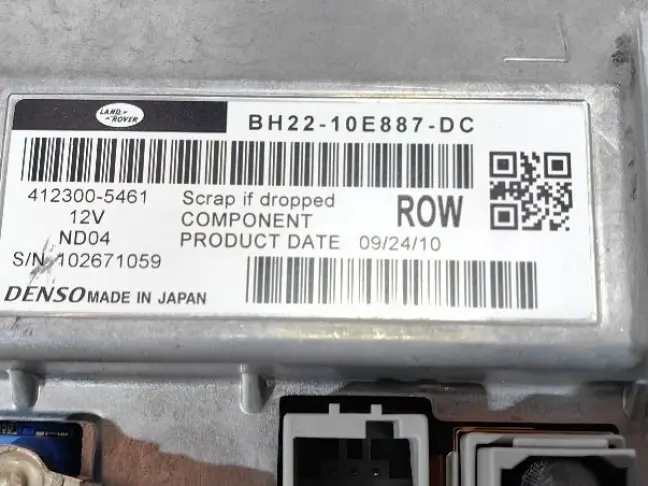 LAND-
-ROVER
BH22-10E887-DC
412300-5461 Scrap if dropped
12V COMPONENT ROW
ND04 PRODUCT DATE 09/24/10
S/N 102671059
DENSO MADE IN JAPAN